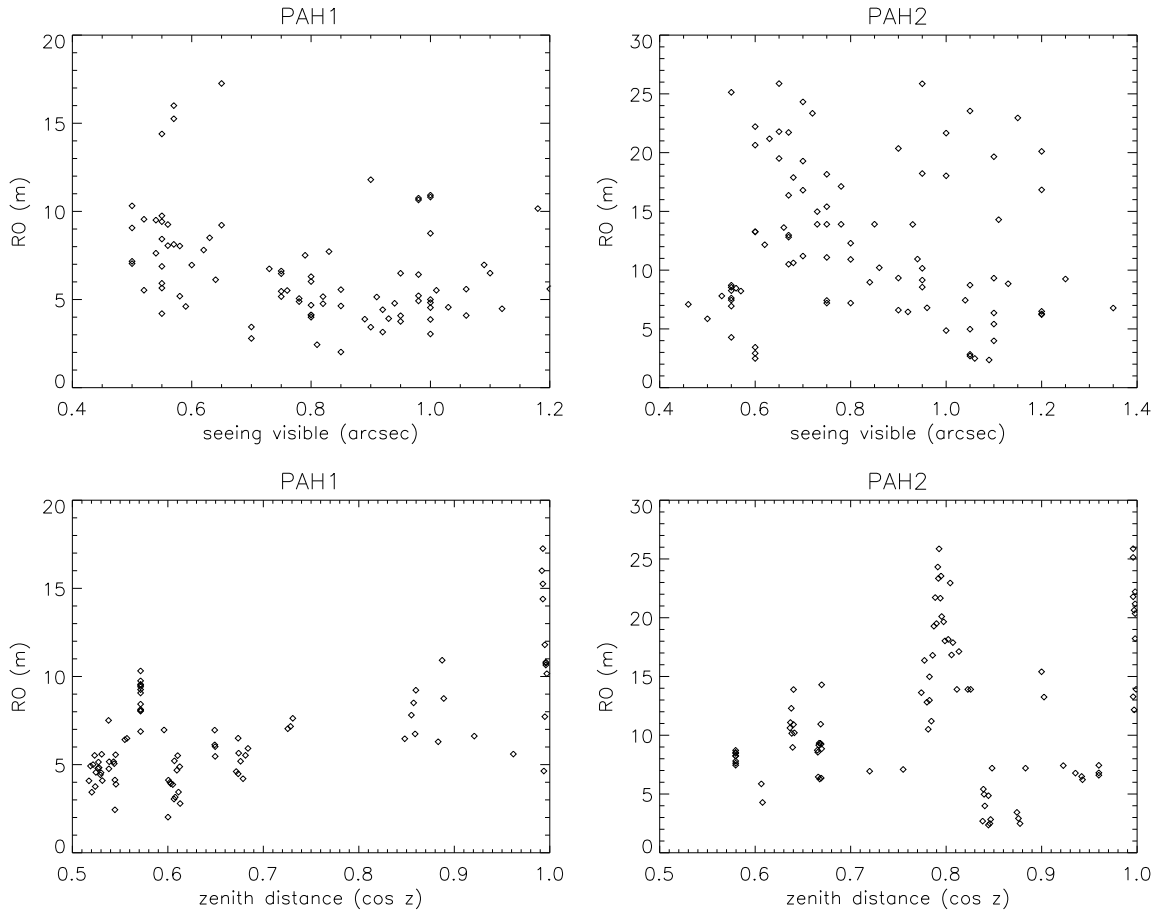 PAH1
20
15
10
5
0
R0 (m)
0.4 0.6 0.8 1.0 1.2
seeing visible (arcsec)
PAH2
30
25
20
15
10
5
0
R0 (m)
0.4 0.6 0.8 1.0 1.2 1.4
seeing visible (arcsec)
PAH1
20
15
10
5
0
R0 (m)
0.5 0.6 0.7 0.8 0.9 1.0
zenith distance (cos z)
PAH2
30
25
20
15
10
5
0
R0 (m)
0.5 0.6 0.7 0.8 0.9 1.0
zenith distance (cos z)